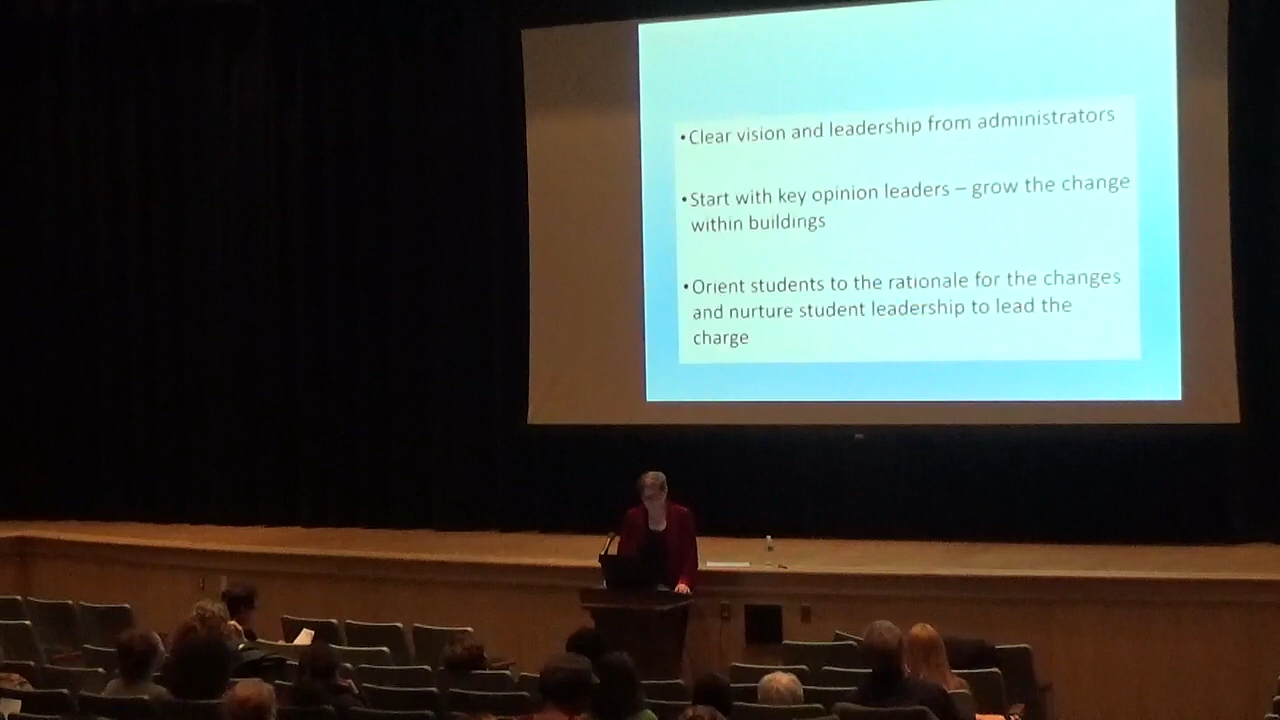 •Clear vision and leadership from administrators
•Start with key opinion leaders – grow the change
within buildings
•Orient students to the rationale for the changes
and nurture student leadership to lead the
charge